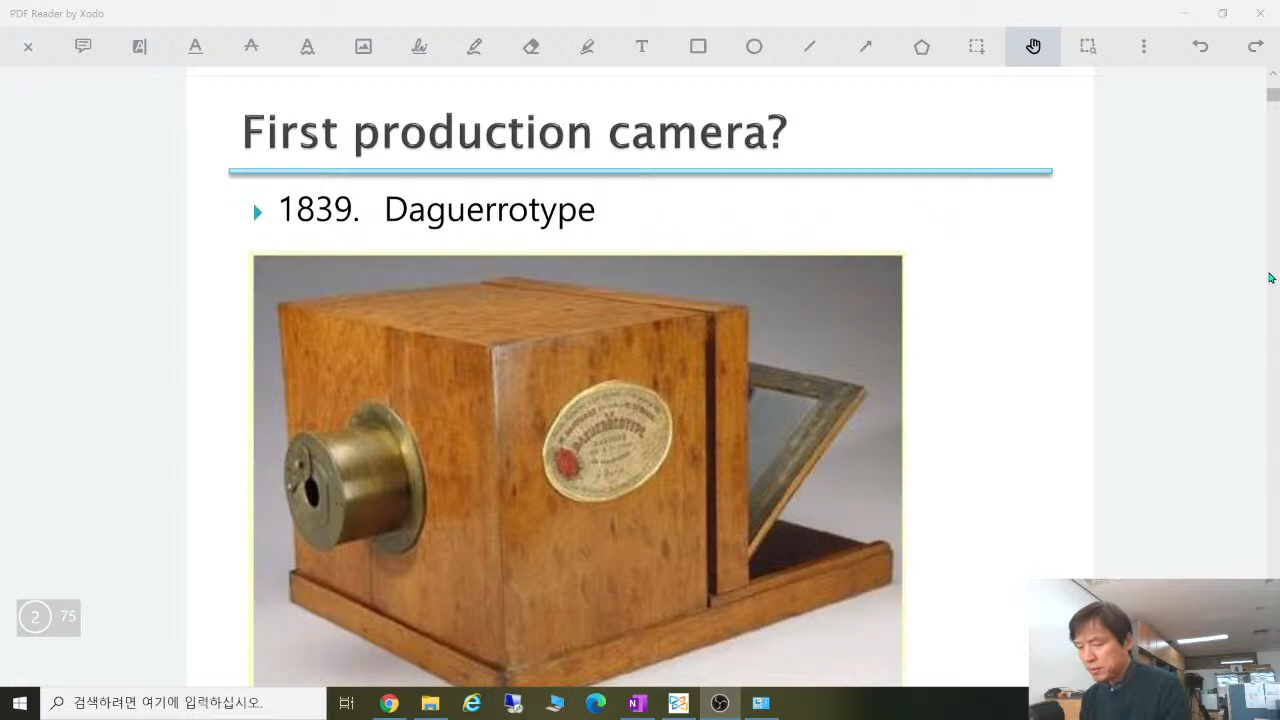 PDF Reader by Xodo
First production camera?
1839. Daguerrotype
DAGUERREOTYPE
2 75
검색하려면 여기에 입력하십시오.